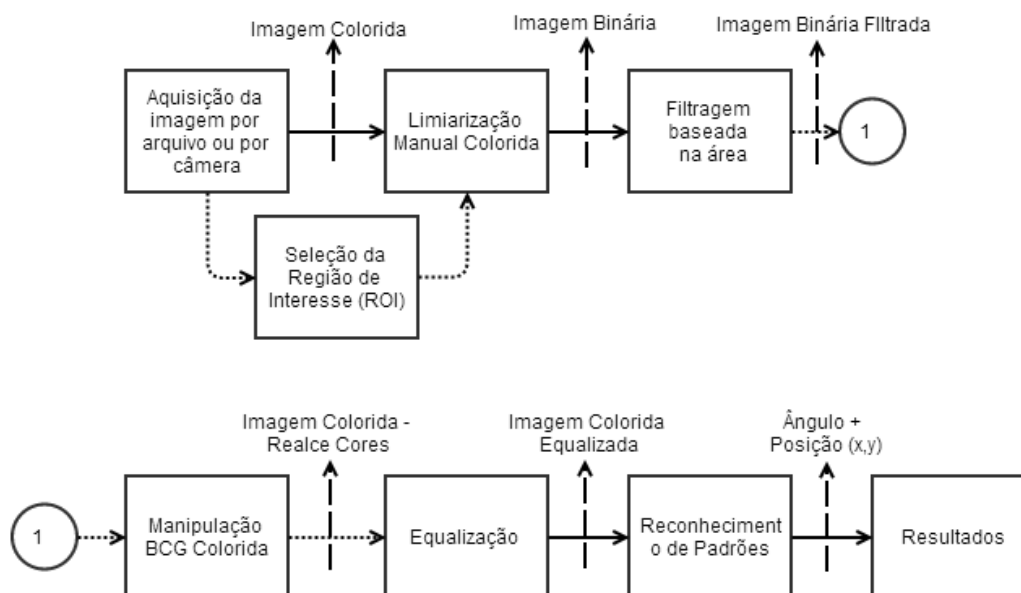 Imagem Colorida
Imagem Binária
Imagem Binária FIltrada
Aquisição da
imagem por
arquivo ou por
câmera
Limiarização
Manual Colorida
Filtragem
baseada
na área
1
Seleção da
Região de
Interesse (ROI)
Imagem Colorida -
Realce Cores
Imagem Colorida
Equalizada
Ângulo +
Posição (x,y)
1
Manipulação
BCG Colorida
Equalização
Reconheciment
o de Padrões
Resultados